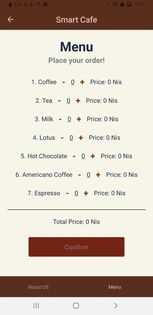 Smart Cafe
Menu
Place your order!
1. Coffee - 0 + Price: 0 Nis
2. Tea - 0 + Price: 0 Nis
3. Milk - 0 + Price: 0 Nis
4. Lotus - 0 + Price: 0 Nis
5. Hot Chocolate - 0 + Price: 0 Nis
6. Americano Coffee - 0 + Price: 0 Nis
7. Espresso - 0 + Price: 0 Nis
Total Price: 0 Nis
Confirm
About US Menu